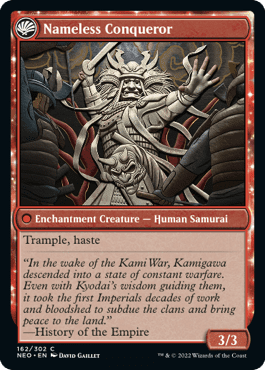 Nameless Conqueror
Enchantment Creature — Human Samurai
Trample, haste
"In the wake of the Kami War, Kamigawa
descended into a state of constant warfare.
Even with Kyodai's wisdom guiding them,
it took the first Imperials decades of work
and bloodshed to subdue the clans and bring
peace to the land."
—History of the Empire
3/3
162/302 C
NEO • EN DAVID GAILLET
™ & © 2022 Wizards of the Coast